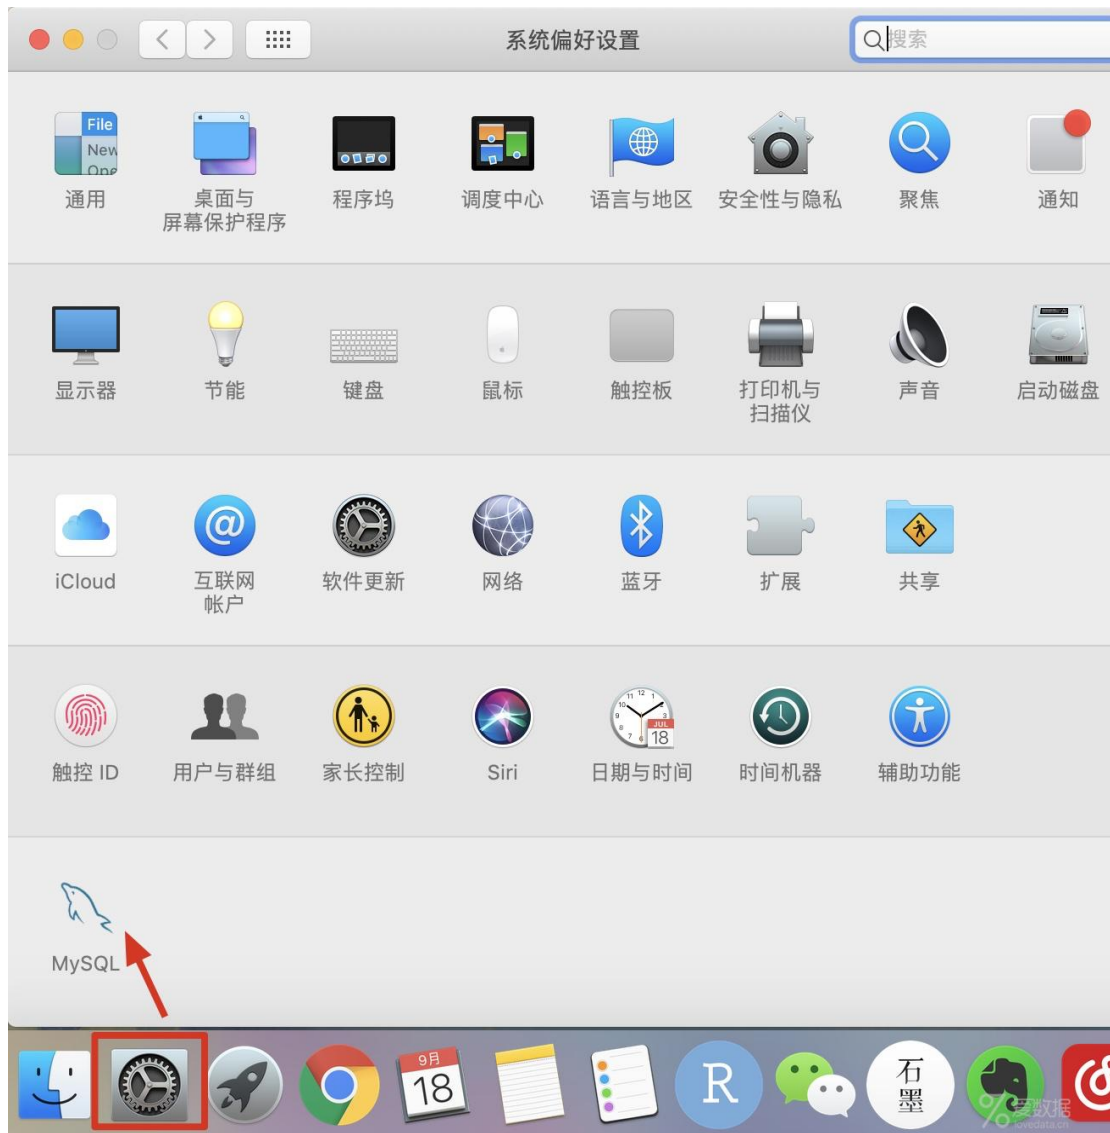 系统偏好设置
搜索
File
New
Ope
通用
桌面与
屏幕保护程序
程序坞
调度中心
语言与地区
安全性与隐私
聚焦
通知
显示器
节能
键盘
鼠标
触控板
打印机与
扫描仪
声音
启动磁盘
iCloud
互联网
帐户
软件更新
网络
蓝牙
扩展
共享
触控 ID
用户与群组
家长控制
Siri
JUL
18
日期与时间
时间机器
辅助功能
MySQL
9月
18
R
石
墨
爱数据
lovedata.cn